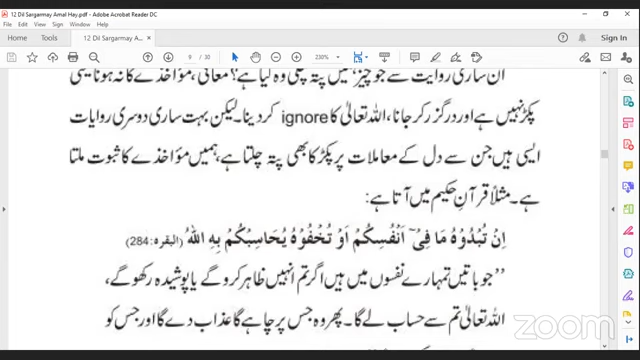 12 Dil Sargarmay Amal Hay.pdf - Adobe Acrobat Reader DC
File Edit View Sign Window Help
Home Tools 12 Dil Sargarmay A... × Sign In
9 / 30 230%
ان ساری روایت سے جو چیز ہمیں پتہ چلی وہ کیا ہے؟ معافی، مؤاخذے کا نہ ہونا یعنی
پکڑ نہیں ہے اور درگزر کر جانا، اللہ تعالیٰ کا ignore کر دینا۔ لیکن بہت ساری دوسری روایات
ایسی ہیں جن سے دل کے معاملات پر پکڑ کا بھی پتہ چلتا ہے، ہمیں مؤاخذے کا ثبوت ملتا
ہے۔ مثلاً قرآن حکیم میں آتا ہے:
اِنْ تُبْدُوْهُ مَا فِیْۤ اَنْفُسِكُمْ اَوْ تُخْفُوْهُ یُحَاسِبْكُمْ بِهِ اللهُ (البقرہ:284)
”جو باتیں تمہارے نفسوں میں ہیں اگر تم انہیں ظاہر کرو گے یا پوشیدہ رکھو گے،
اللہ تعالیٰ تم سے حساب لے گا۔ پھر وہ جس پر چاہے گا عذاب دے گا اور جس کو
zoom